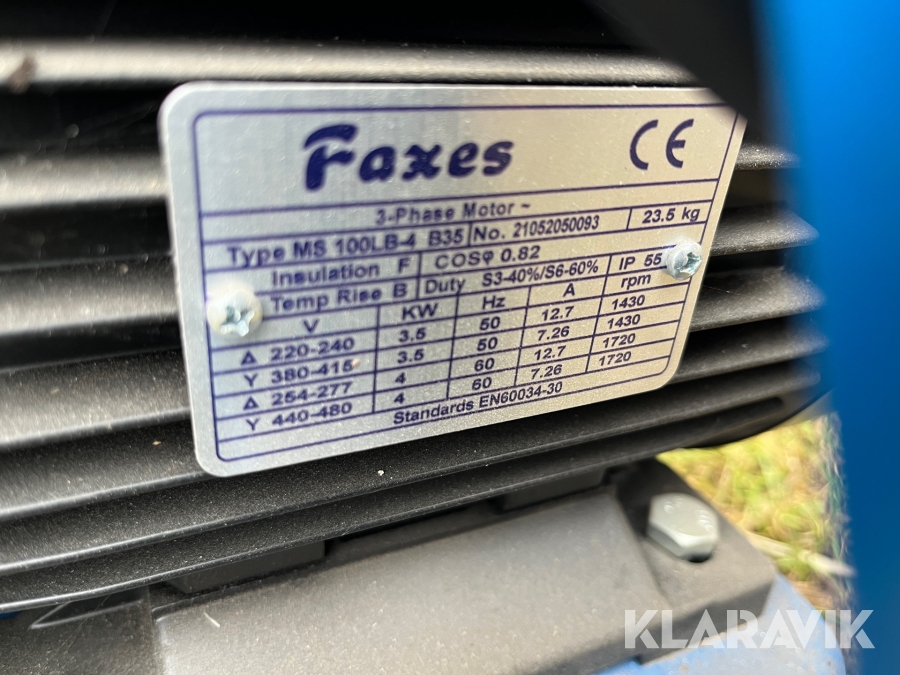 Faxes CE
3-Phase Motor ~
Type MS 100LB-4 B35 No. 21052050093 23.5 kg
Insulation F COSφ 0.82
Temp Rise B Duty S3-40%/S6-60% IP 55
V KW Hz A rpm
Δ 220-240 3.5 50 12.7 1430
Y 380-415 3.5 50 7.26 1430
Δ 254-277 4 60 12.7 1720
Y 440-480 4 60 7.26 1720
Standards EN60034-30
KLARAVIK